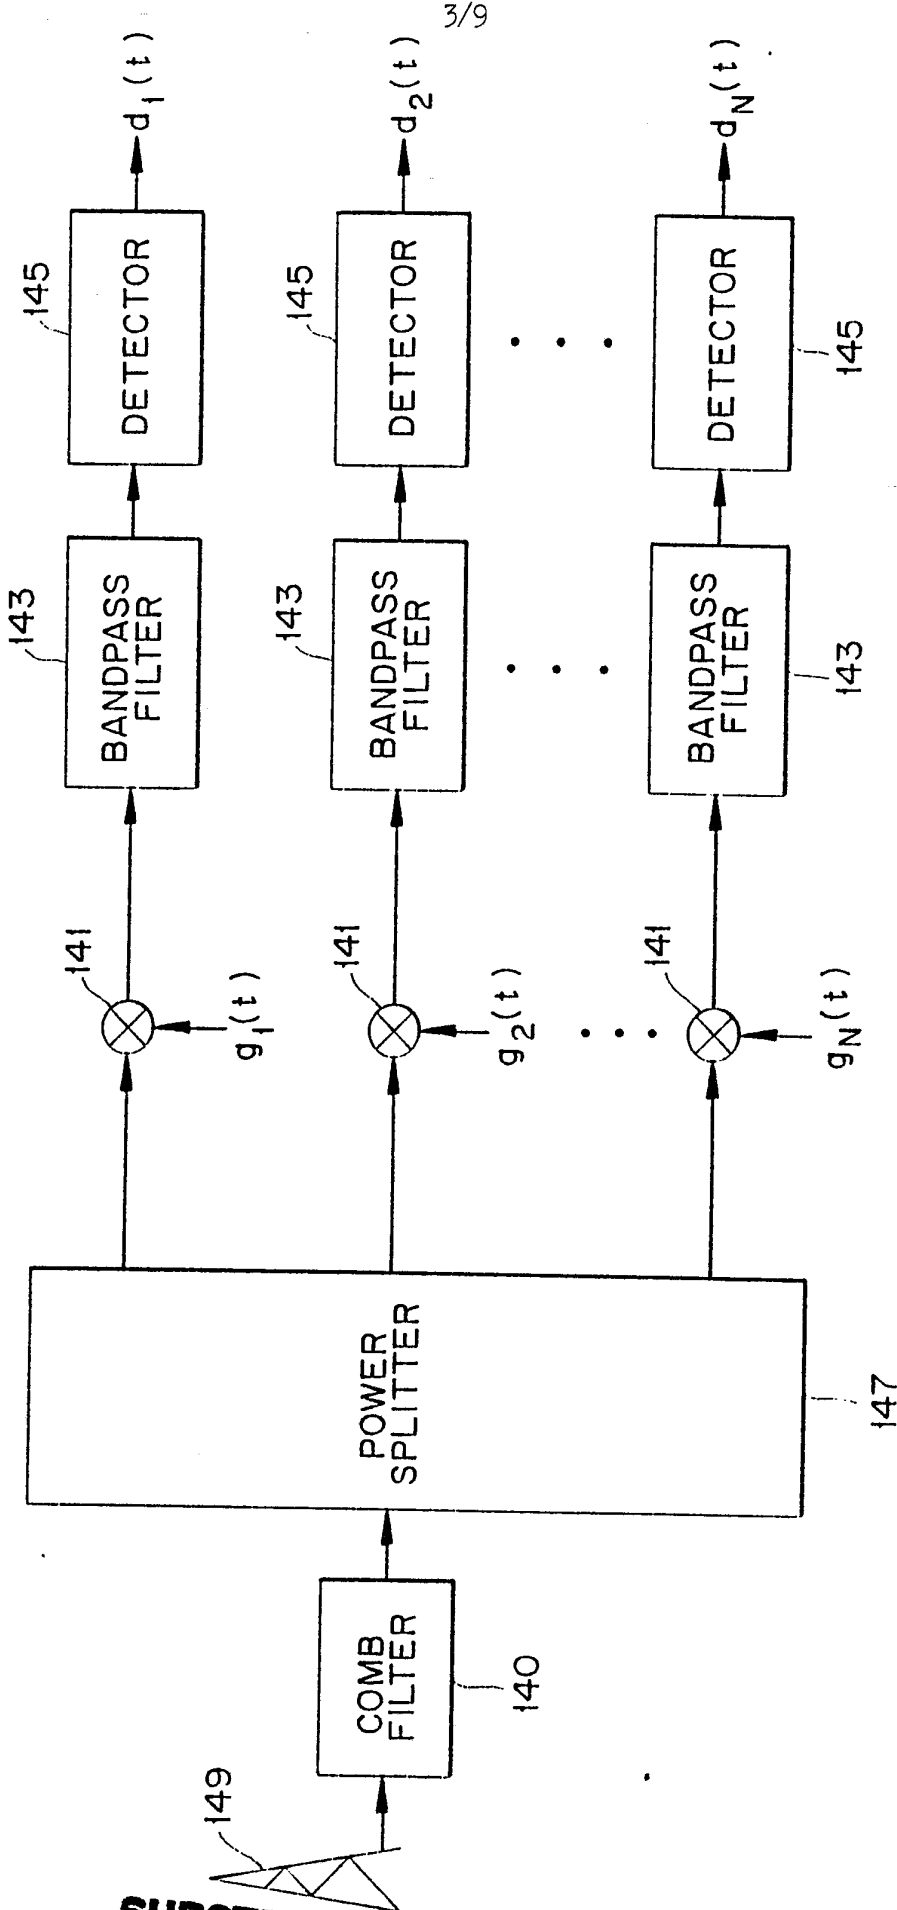 3/9
149
COMB
FILTER
140
POWER
SPLITTER
147
141
g1(t)
143
BANDPASS
FILTER
145
DETECTOR
d1(t)
141
g2(t)
143
BANDPASS
FILTER
145
DETECTOR
d2(t)
141
gN(t)
BANDPASS
FILTER
143
DETECTOR
145
dN(t)